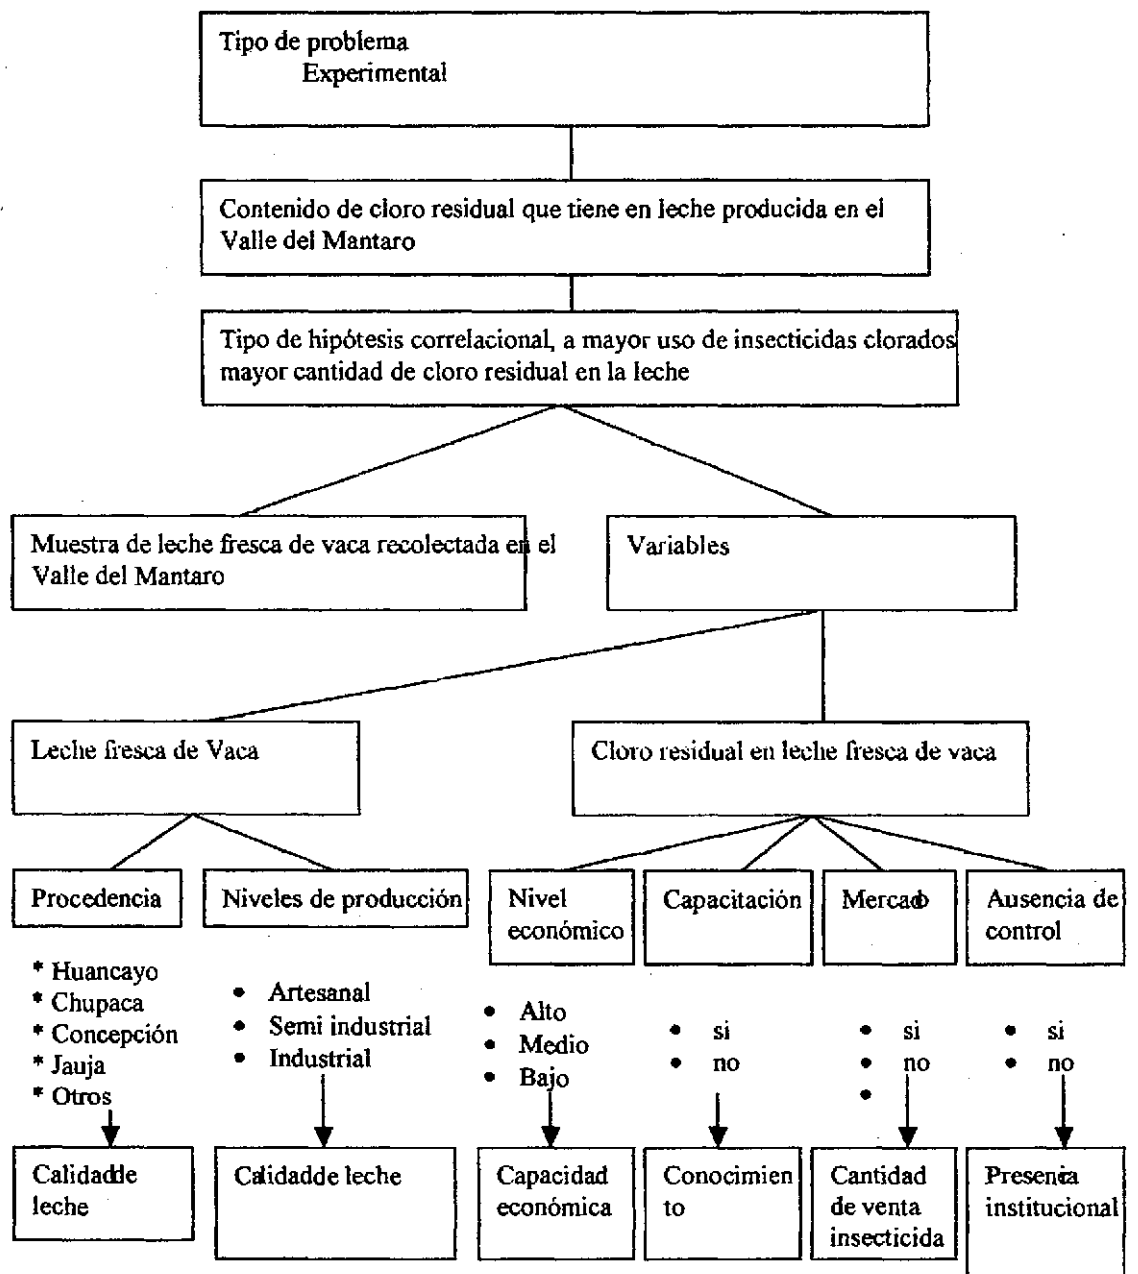 Tipo de problema
Experimental
Contenido de cloro residual que tiene en leche producida en el
Valle del Mantaro
Tipo de hipótesis correlacional, a mayor uso de insecticidas clorados
mayor cantidad de cloro residual en la leche
Muestra de leche fresca de vaca recolectada en el
Valle del Mantaro
Variables
Leche fresca de Vaca
Cloro residual en leche fresca de vaca
Procedencia
Niveles de producción
Nivel
económico
Capacitación
Mercado
Ausencia de
control
* Huancayo
* Chupaca
* Concepción
* Jauja
* Otros
• Artesanal
• Semi industrial
• Industrial
• Alto
• Medio
• Bajo
• si
• no
• si
• no
•
• si
• no
Calidad de
leche
Calidad de leche
Capacidad
económica
Conocimien
to
Cantidad
de venta
insecticida
Presencia
institucional